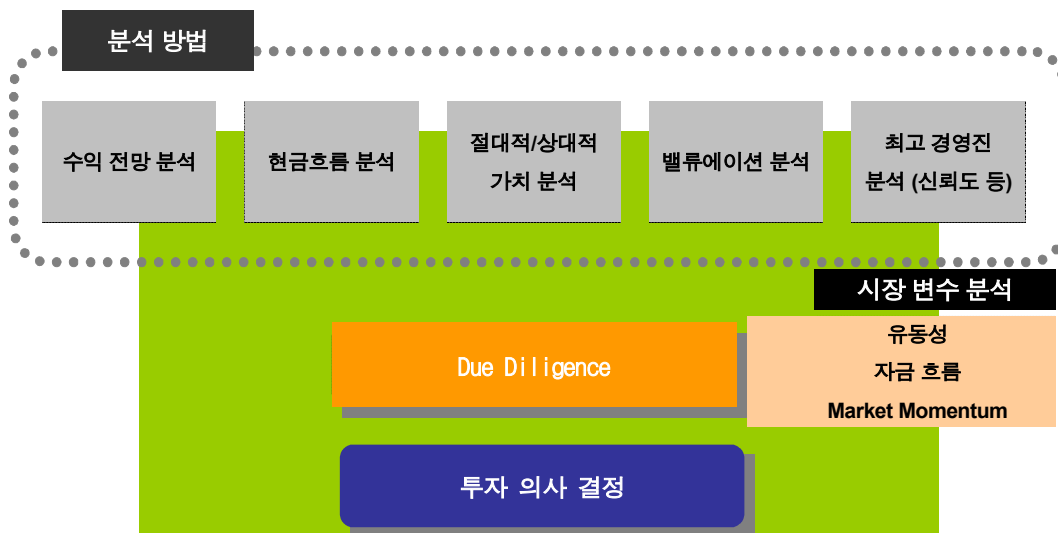 분석 방법
수익 전망 분석
현금흐름 분석
절대적/상대적
가치 분석
밸류에이션 분석
최고 경영진
분석 (신뢰도 등)
시장 변수 분석
유동성
자금 흐름
Market Momentum
Due Diligence
투자 의사 결정